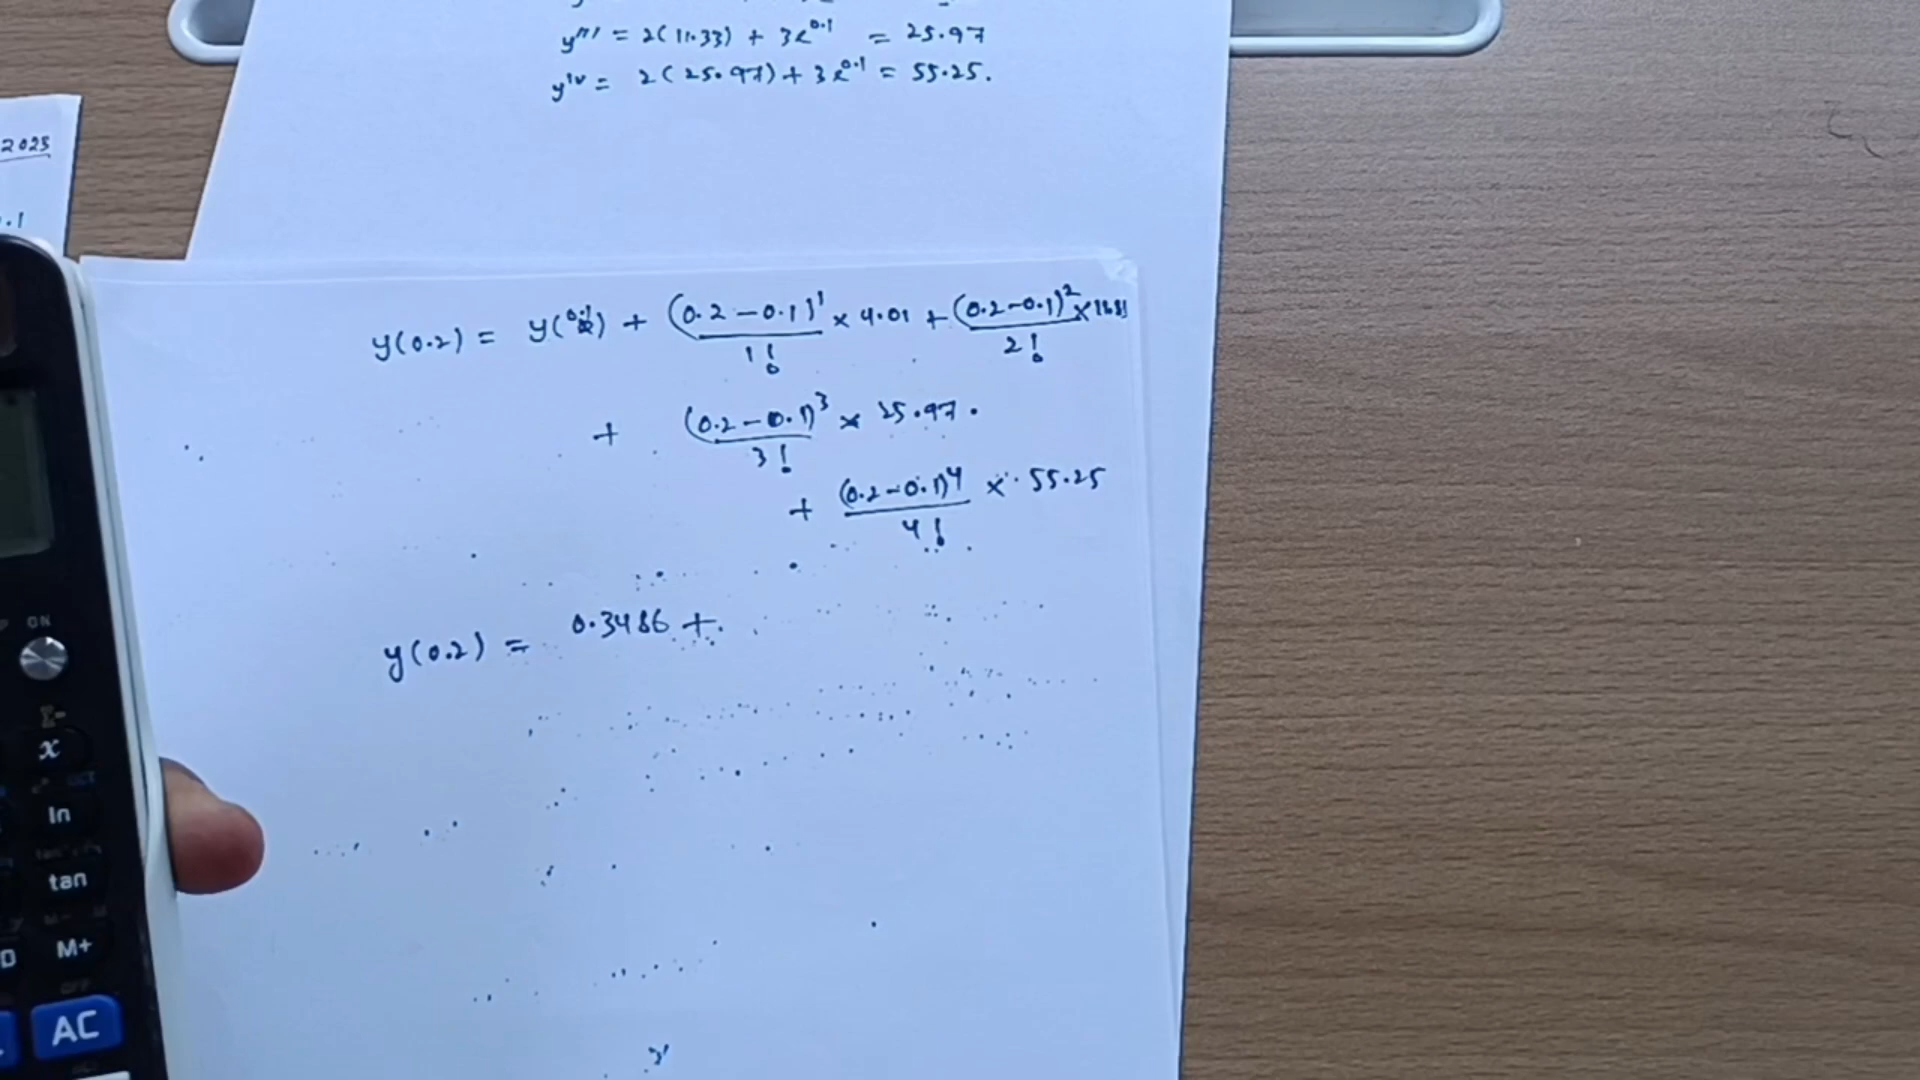 y''' = 2(11.33) + 3e^0.1 = 25.97
y^iv = 2(25.97) + 3e^0.1 = 55.25.
2025
.1
y(0.2) = y(0.1) + (0.2-0.1)^1/1! × 4.01 + (0.2-0.1)^2/2! ×
+ (0.2-0.1)^3/3! × 25.97.
+ (0.2-0.1)^4/4! × 55.25
y(0.2) = 0.3486 +
ON
Σ-
x
ln
tan
M+
OFF
AC